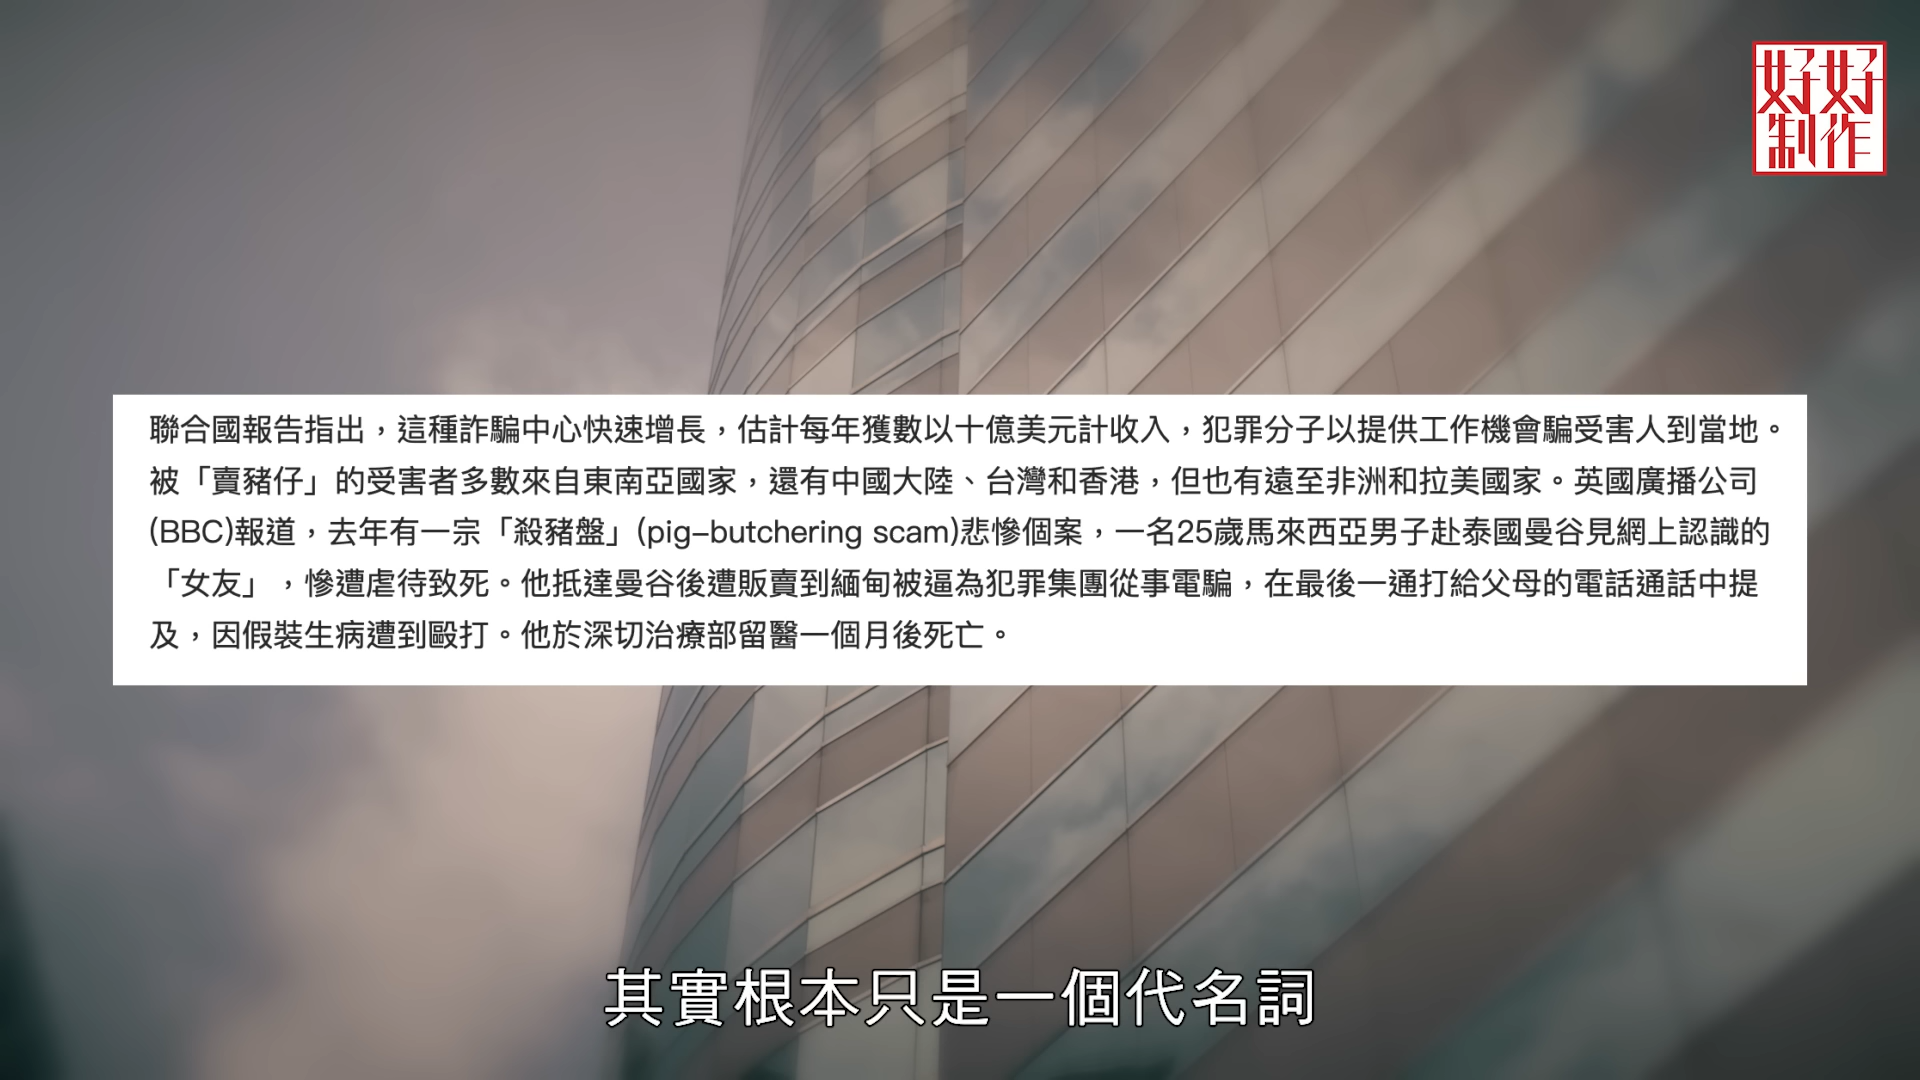 好好
制作
聯合國報告指出，這種詐騙中心快速增長，估計每年獲數以十億美元計收入，犯罪分子以提供工作機會騙受害人到當地。
被「賣豬仔」的受害者多數來自東南亞國家，還有中國大陸、台灣和香港，但也有遠至非洲和拉美國家。英國廣播公司
(BBC)報道，去年有一宗「殺豬盤」(pig–butchering scam)悲慘個案，一名25歲馬來西亞男子赴泰國曼谷見網上認識的
「女友」，慘遭虐待致死。他抵達曼谷後遭販賣到緬甸被逼為犯罪集團從事電騙，在最後一通打給父母的電話通話中提
及，因假裝生病遭到毆打。他於深切治療部留醫一個月後死亡。
其實根本只是一個代名詞